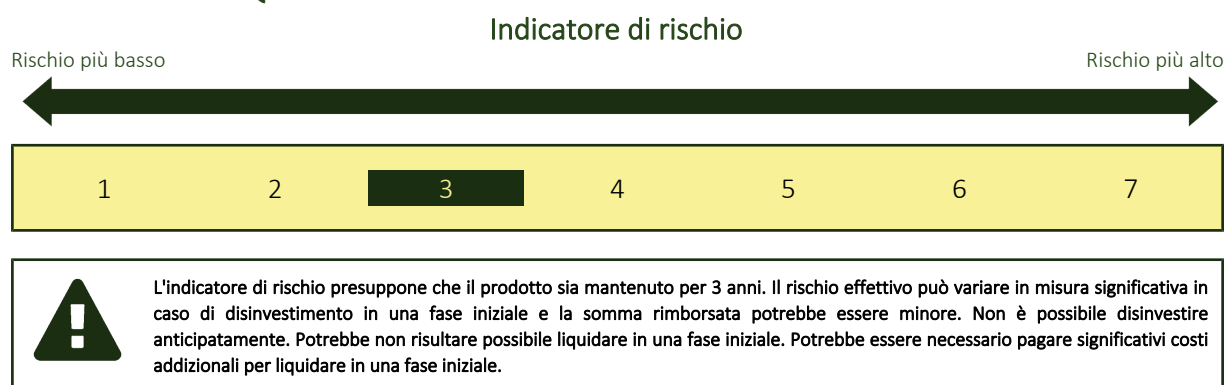 Indicatore di rischio
Rischio più basso
Rischio più alto
1 2 3 4 5 6 7
L'indicatore di rischio presuppone che il prodotto sia mantenuto per 3 anni. Il rischio effettivo può variare in misura significativa in
caso di disinvestimento in una fase iniziale e la somma rimborsata potrebbe essere minore. Non è possibile disinvestire
anticipatamente. Potrebbe non risultare possibile liquidare in una fase iniziale. Potrebbe essere necessario pagare significativi costi
addizionali per liquidare in una fase iniziale.